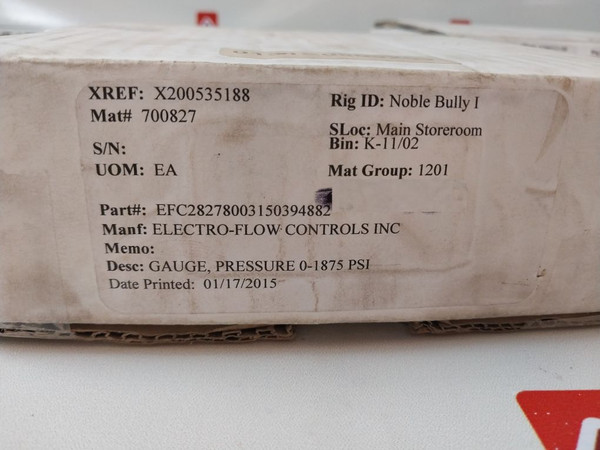 XREF: X200535188
Mat# 700827
S/N:
UOM: EA
Rig ID: Noble Bully I
SLoc: Main Storeroom
Bin: K-11/02
Mat Group: 1201
Part#: EFC28278003150394882
Manf: ELECTRO-FLOW CONTROLS INC
Memo:
Desc: GAUGE, PRESSURE 0-1875 PSI
Date Printed: 01/17/2015